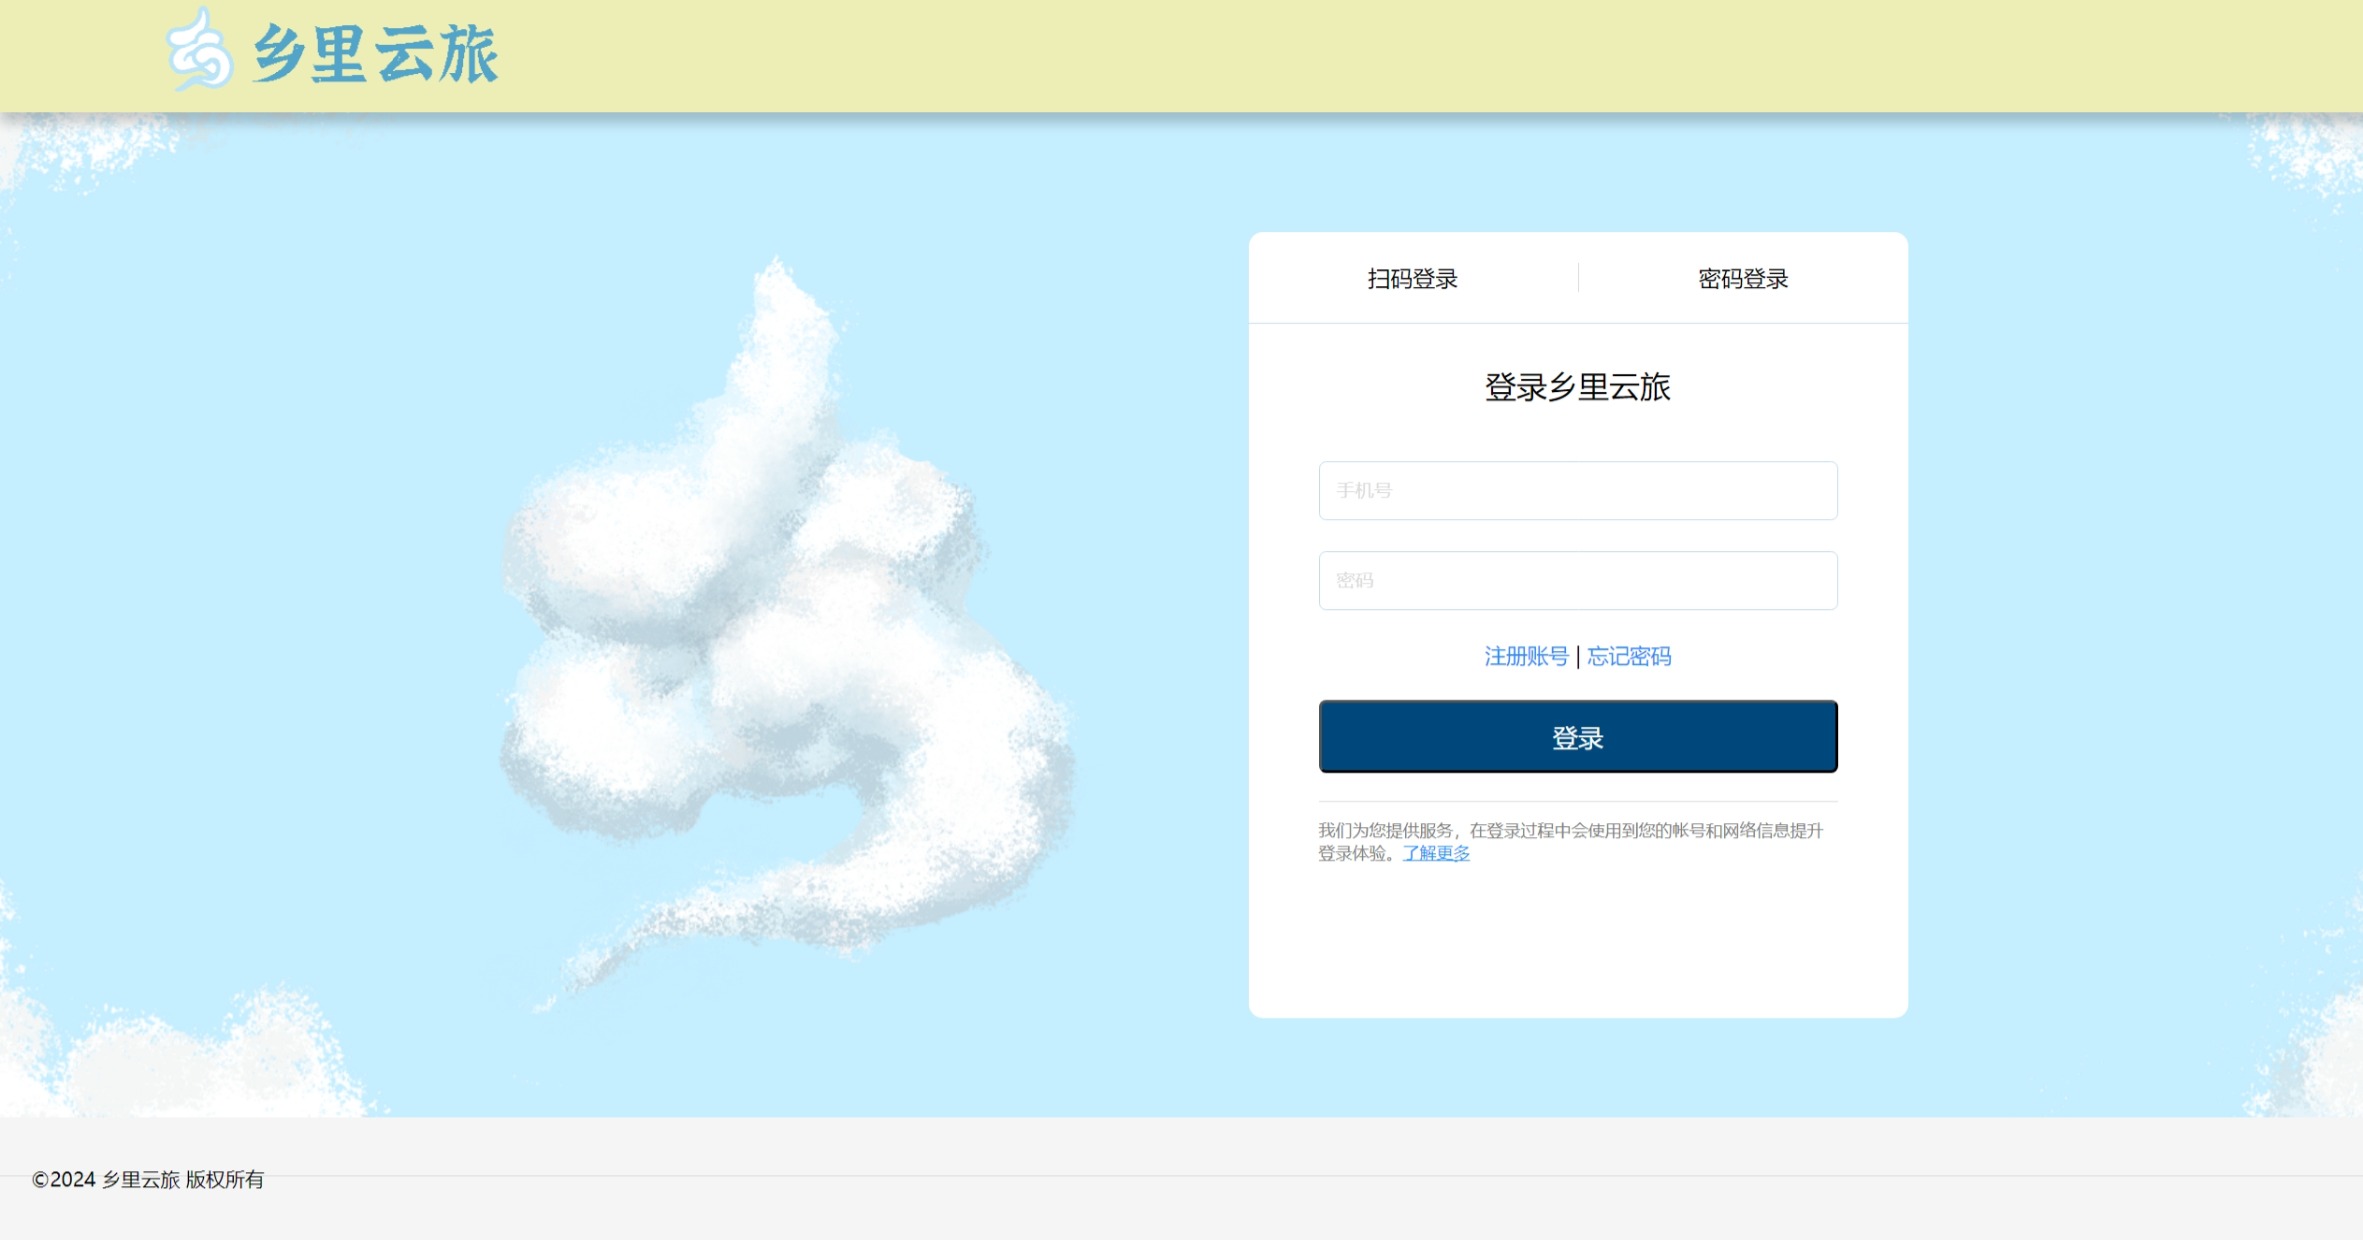 乡里云旅
扫码登录
密码登录
登录乡里云旅
手机号
密码
注册账号 | 忘记密码
登录
我们为您提供服务，在登录过程中会使用到您的帐号和网络信息提升
登录体验。了解更多
©2024 乡里云旅 版权所有